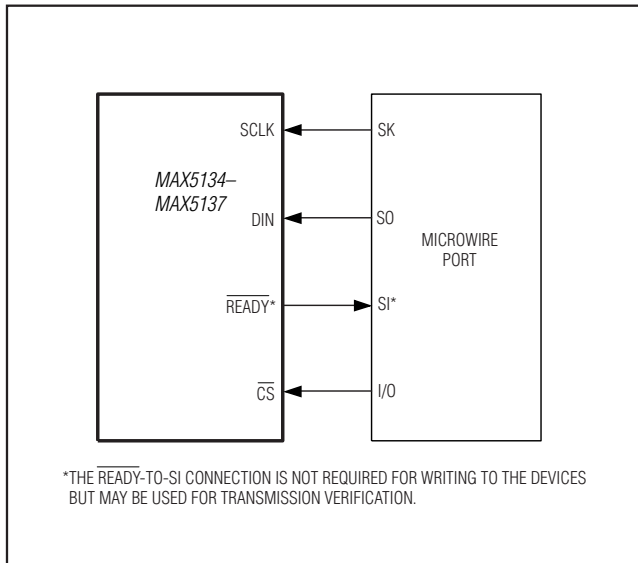 SCLK
SK
MAX5134–
MAX5137
DIN
SO
MICROWIRE
PORT
READY*
SI*
CS
I/O
*THE READY-TO-SI CONNECTION IS NOT REQUIRED FOR WRITING TO THE DEVICES
BUT MAY BE USED FOR TRANSMISSION VERIFICATION.